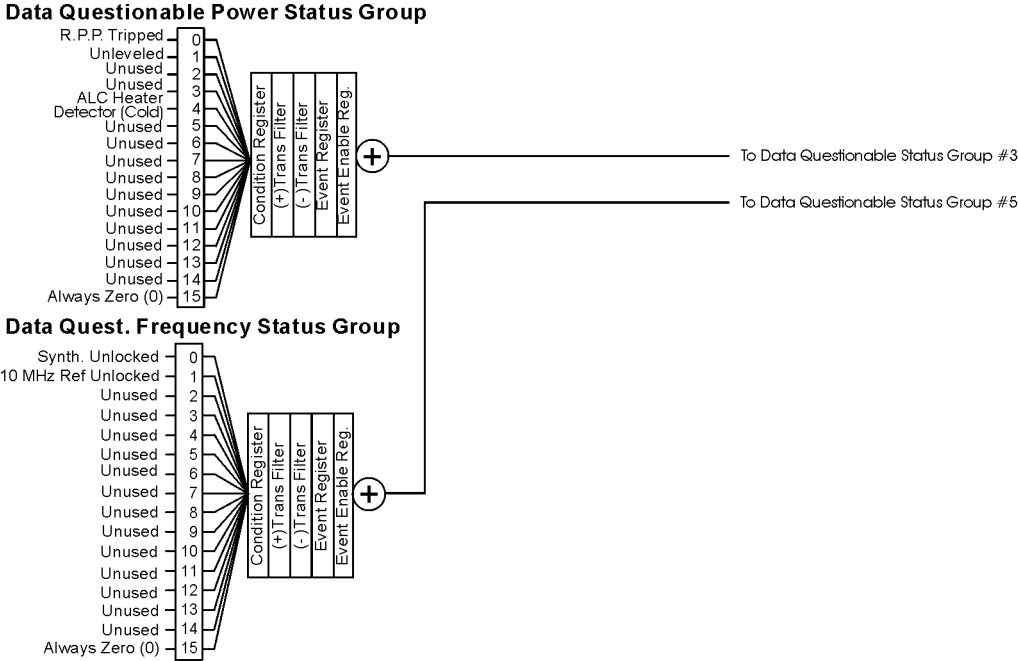 Data Questionable Power Status Group
R.P.P. Tripped 0
Unleveled 1
Unused 2
Unused 3
ALC Heater
Detector (Cold) 4
Unused 5
Unused 6
Unused 7
Unused 8
Unused 9
Unused 10
Unused 11
Unused 12
Unused 13
Unused 14
Always Zero (0) 15
Condition Register
(+)Trans Filter
(-)Trans Filter
Event Register
Event Enable Reg.
+
To Data Questionable Status Group #3
To Data Questionable Status Group #5
Data Quest. Frequency Status Group
Synth. Unlocked 0
10 MHz Ref Unlocked 1
Unused 2
Unused 3
Unused 4
Unused 5
Unused 6
Unused 7
Unused 8
Unused 9
Unused 10
Unused 11
Unused 12
Unused 13
Unused 14
Always Zero (0) 15
Condition Register
(+)Trans Filter
(-)Trans Filter
Event Register
Event Enable Reg.
+